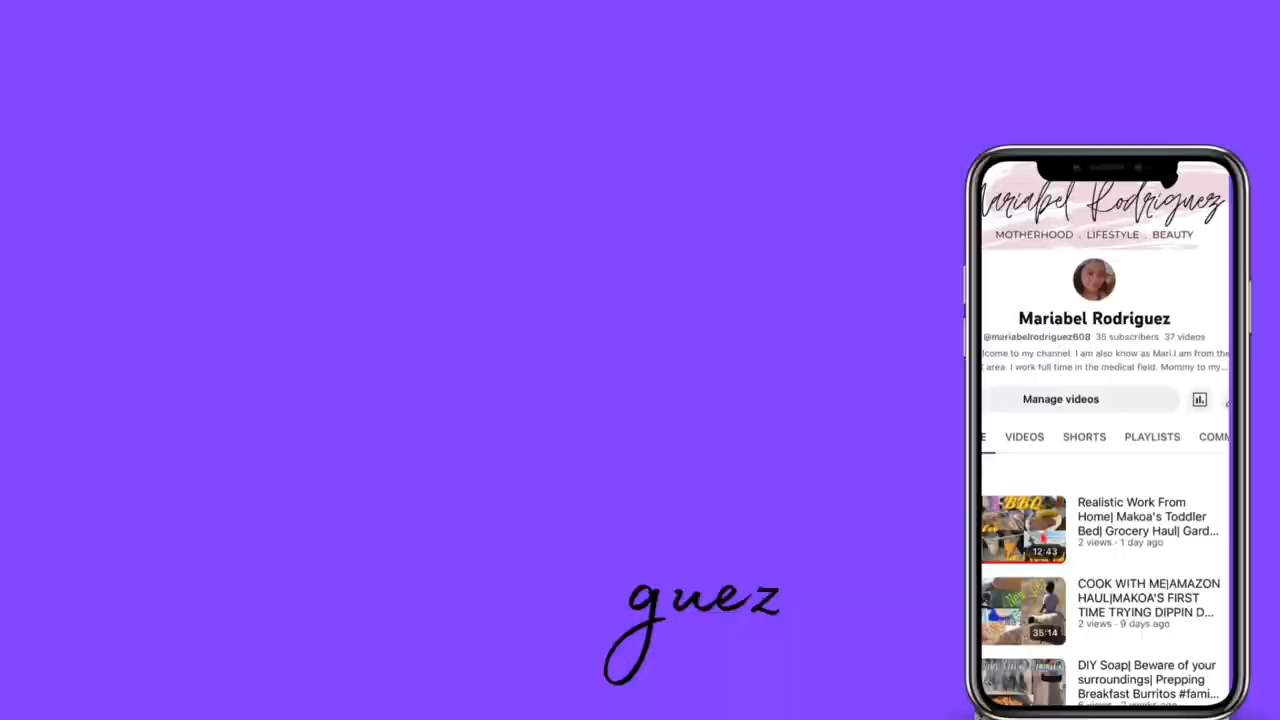 Mariabel Rodriguez
MOTHERHOOD . LIFESTYLE . BEAUTY
Mariabel Rodriguez
@mariabelrodriguez608 35 subscribers 37 videos
lcome to my channel. I am also know as Mari.I am from the
area. I work full time in the medical field. Mommy to my...
Manage videos
E VIDEOS SHORTS PLAYLISTS COMM
BBQ
12:43
Realistic Work From
Home| Makoa's Toddler
Bed| Grocery Haul| Gard...
2 views · 1 day ago
35:14
COOK WITH ME|AMAZON
HAUL|MAKOA'S FIRST
TIME TRYING DIPPIN D...
2 views · 9 days ago
DIY Soap| Beware of your
surroundings| Prepping
Breakfast Burritos #fami...
guez